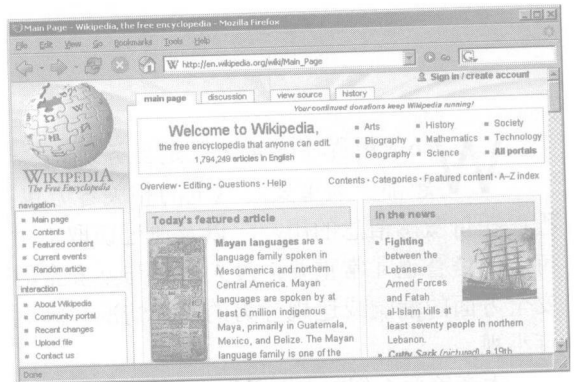 Main Page - Wikipedia, the free encyclopedia - Mozilla Firefox
File Edit View Go Bookmarks Tools Help
W http://en.wikipedia.org/wiki/Main_Page Go G
Sign in / create account
main page discussion view source history
Your continued donations keep Wikipedia running!
Welcome to Wikipedia,
the free encyclopedia that anyone can edit.
1,794,249 articles in English
Arts History Society
Biography Mathematics Technology
Geography Science All portals
Overview · Editing · Questions · Help
Contents · Categories · Featured content · A–Z index
WIKIPEDIA
The Free Encyclopedia
navigation
Main page
Contents
Featured content
Current events
Random article
interaction
About Wikipedia
Community portal
Recent changes
Upload file
Contact us
Today's featured article
Mayan languages are a
language family spoken in
Mesoamerica and northern
Central America. Mayan
languages are spoken by at
least 6 million indigenous
Maya, primarily in Guatemala,
Mexico, and Belize. The Mayan
language family is one of the
In the news
Fighting
between the
Lebanese
Armed Forces
and Fatah
al-Islam kills at
least seventy people in northern
Lebanon.
Cutty Sark (pictured), a 19th
Done